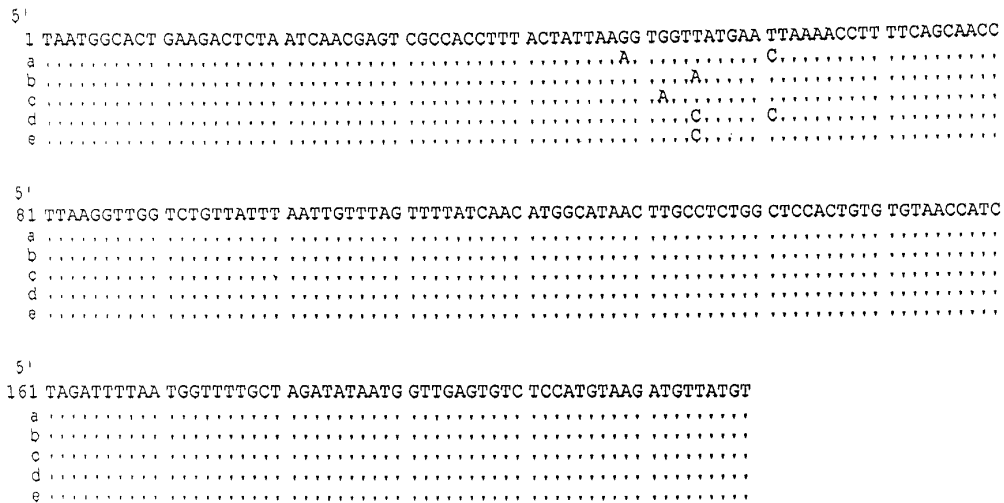 5'
1 TAATGGCACT GAAGACTCTA ATCAACGAGT CGCCACCTTT ACTATTAAGG TGGTTATGAA TTAAAACCTT TTCAGCAACC
a .......... .......... .......... .......... ........A. .......... C......... ..........
b .......... .......... .......... .......... .......... ....A..... .......... ..........
c .......... .......... .......... .......... .......... .A........ .......... ..........
d .......... .......... .......... .......... .......... ....C..... C......... ..........
e .......... .......... .......... .......... .......... ....C..... .......... ..........
5'
81 TTAAGGTTGG TCTGTTATTT AATTGTTTAG TTTTATCAAC ATGGCATAAC TTGCCTCTGG CTCCACTGTG TGTAACCATC
a .......... .......... .......... .......... .......... .......... .......... ..........
b .......... .......... .......... .......... .......... .......... .......... ..........
c .......... .......... .......... .......... .......... .......... .......... ..........
d .......... .......... .......... .......... .......... .......... .......... ..........
e .......... .......... .......... .......... .......... .......... .......... ..........
5'
161 TAGATTTTAA TGGTTTTGCT AGATATAATG GTTGAGTGTC TCCATGTAAG ATGTTATGT
a .......... .......... .......... .......... .......... .........
b .......... .......... .......... .......... .......... .........
c .......... .......... .......... .......... .......... .........
d .......... .......... .......... .......... .......... .........
e .......... .......... .......... .......... .......... .........